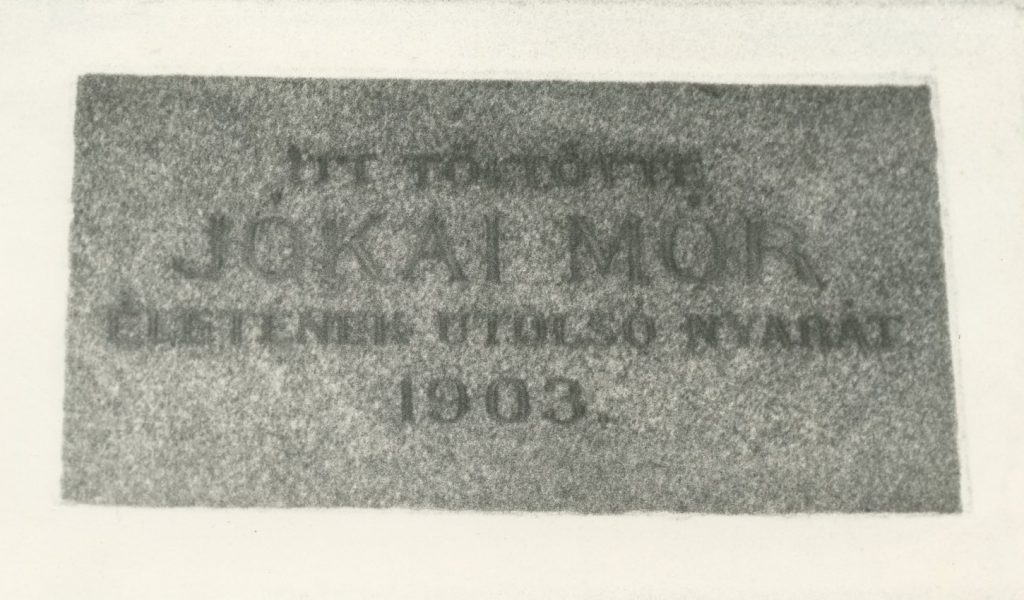 ITT TÖLTÖTTE
JÓKAI MÓR
ÉLETÉNEK UTOLSÓ NYARÁT
1903.